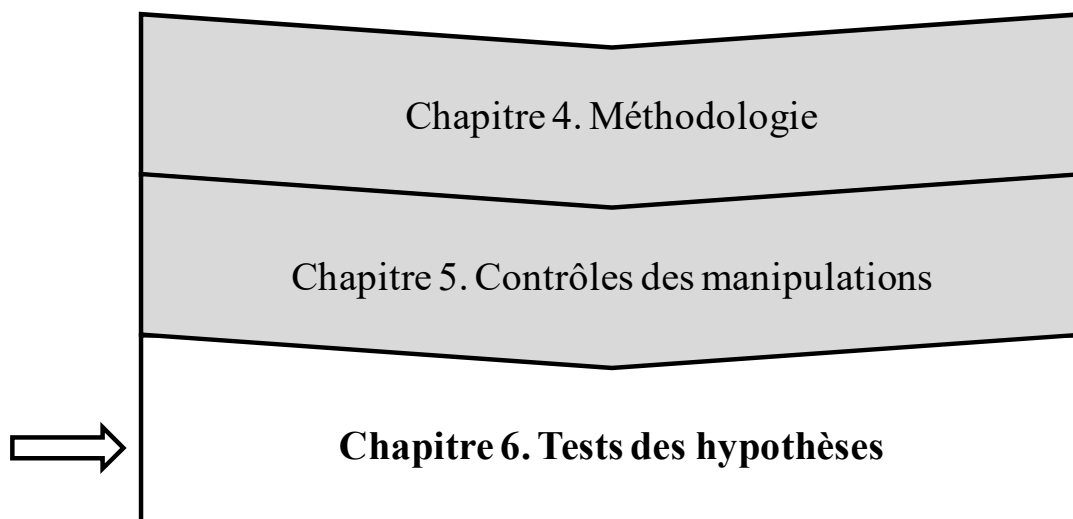 Chapitre 4. Méthodologie
Chapitre 5. Contrôles des manipulations
Chapitre 6. Tests des hypothèses